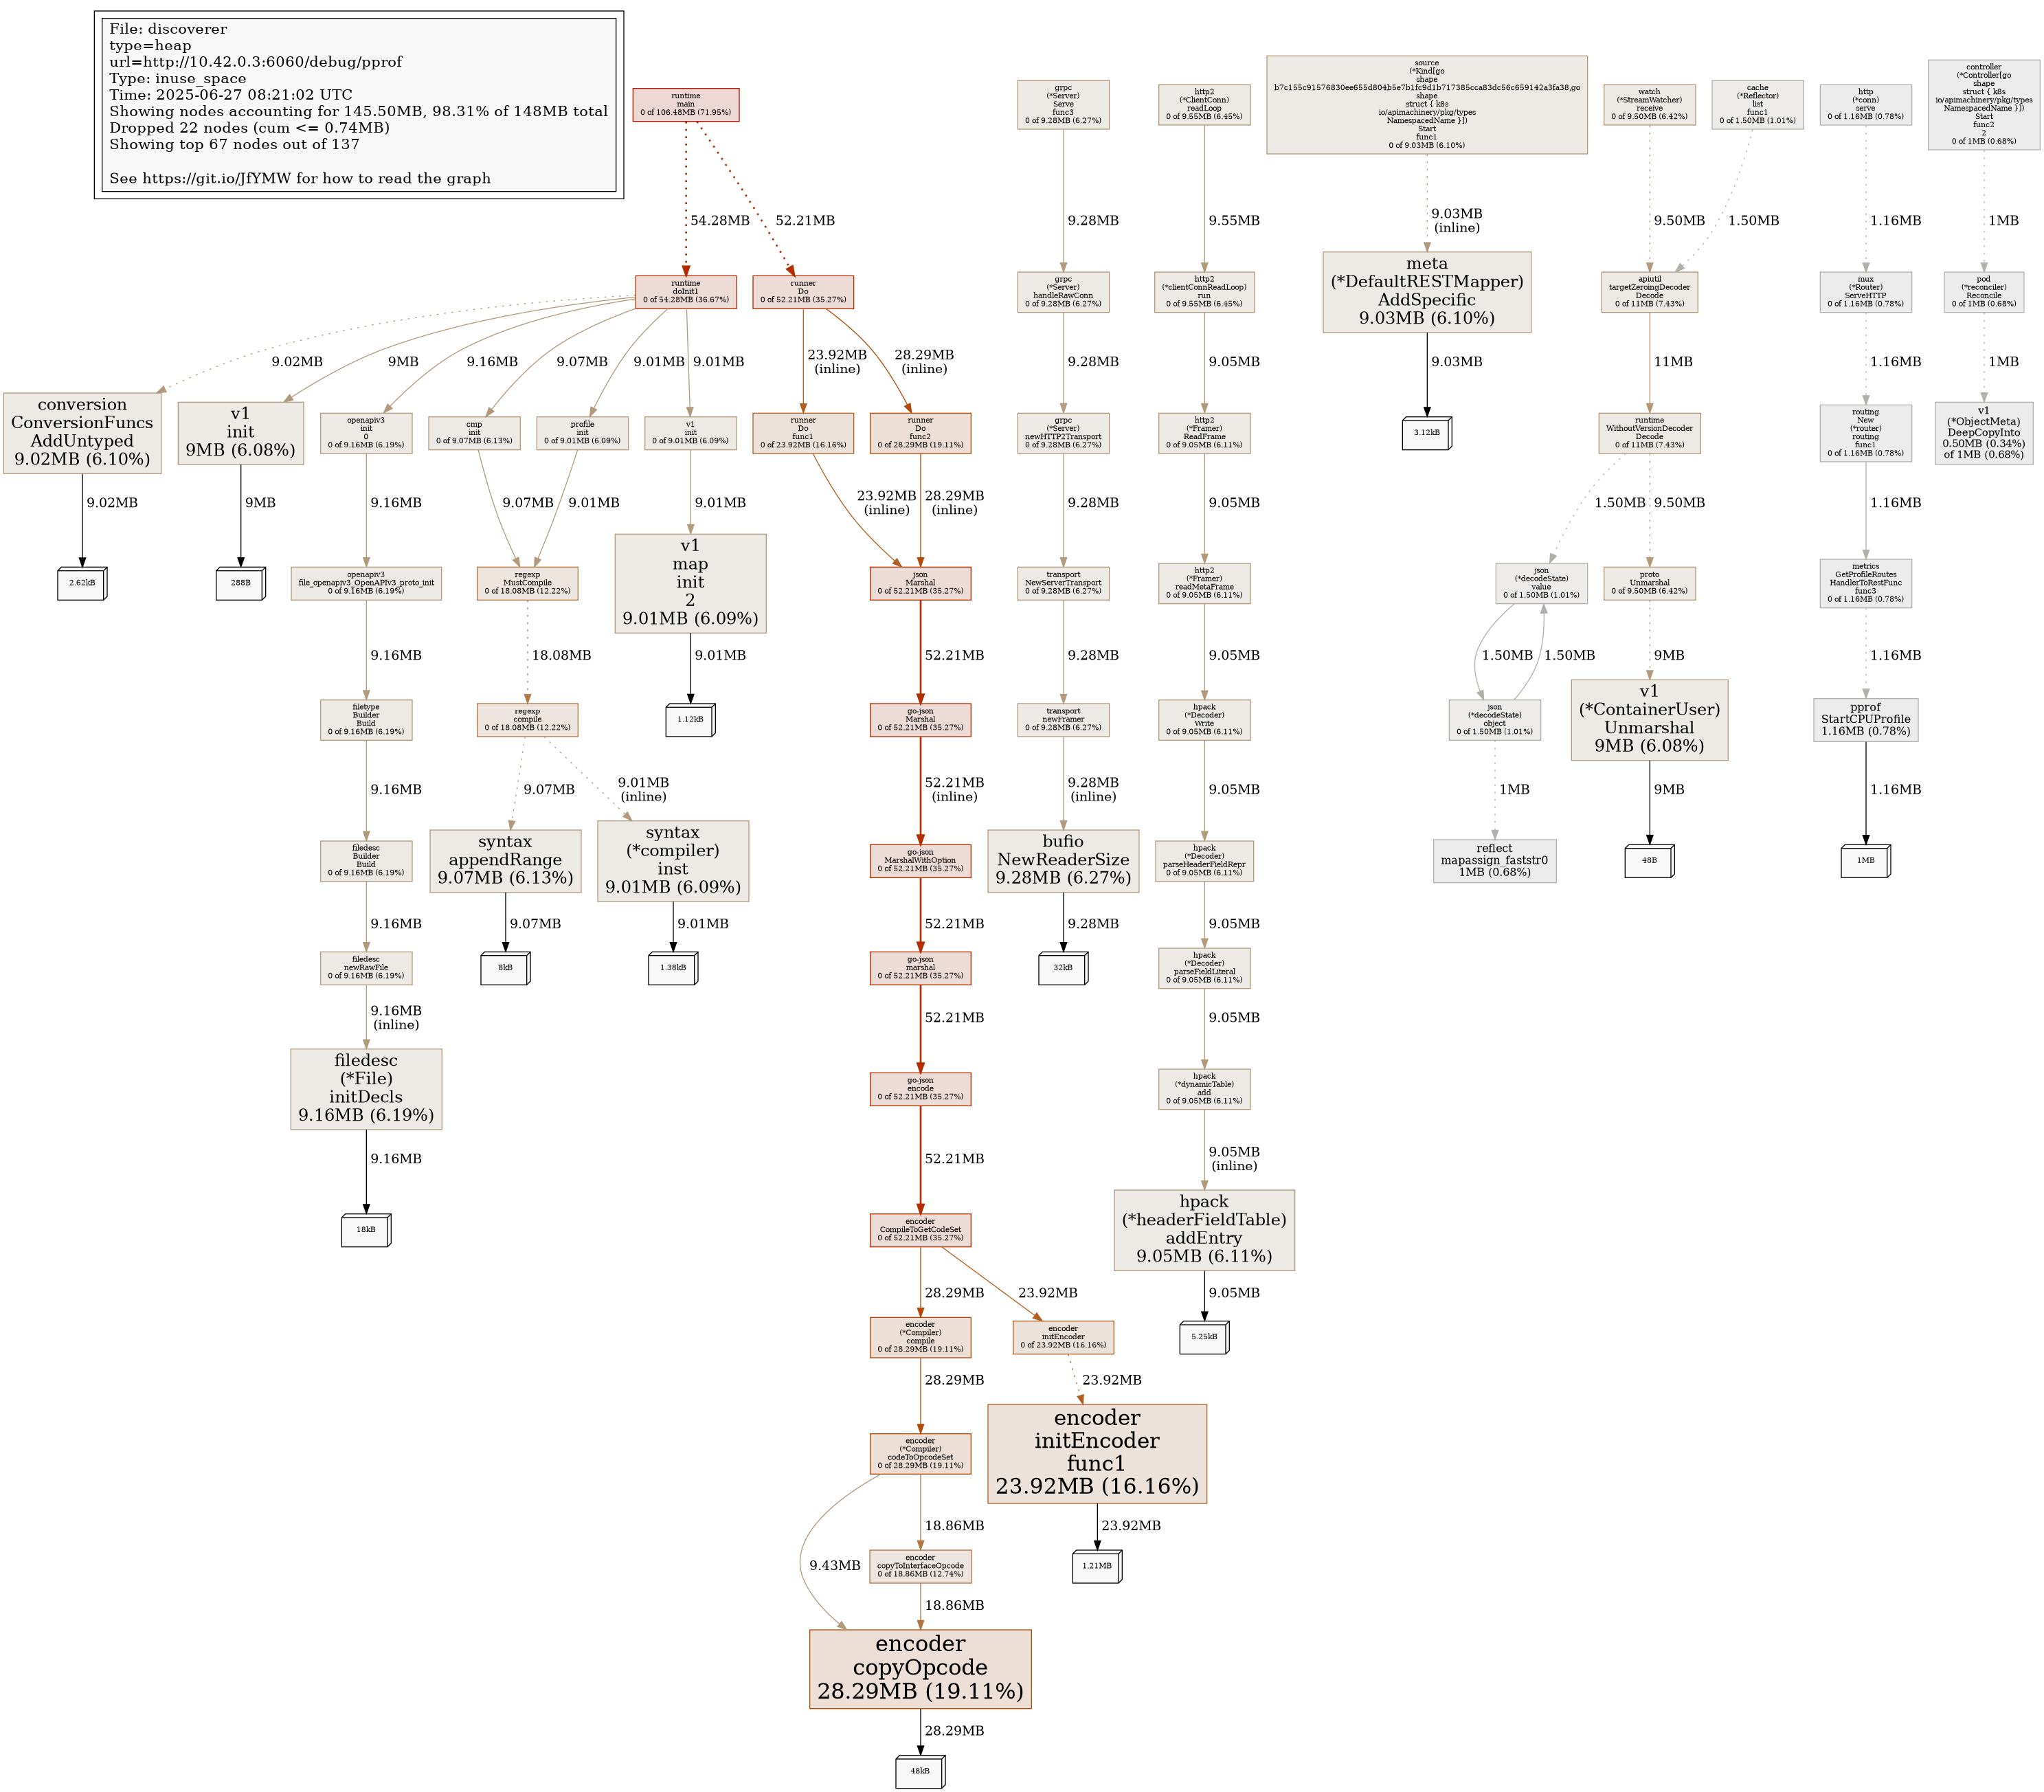 File: discoverer
type=heap
url=http://10.42.0.3:6060/debug/pprof
Type: inuse_space
Time: 2025-06-27 08:21:02 UTC
Showing nodes accounting for 145.50MB, 98.31% of 148MB total
Dropped 22 nodes (cum <= 0.74MB)
Showing top 67 nodes out of 137
See https://git.io/JfYMW for how to read the graph
runtime
main
0 of 106.48MB (71.95%)
grpc
(*Server)
Serve
func3
0 of 9.28MB (6.27%)
http2
(*ClientConn)
readLoop
0 of 9.55MB (6.45%)
source
(*Kind[go
shape
b7c155c91576830ee655d804b5e7b1fc9d1b717385cca83dc56c659142a3fa38,go
shape
struct { k8s
io/apimachinery/pkg/types
NamespacedName }])
Start
func1
0 of 9.03MB (6.10%)
watch
(*StreamWatcher)
receive
0 of 9.50MB (6.42%)
cache
(*Reflector)
list
func1
0 of 1.50MB (1.01%)
http
(*conn)
serve
0 of 1.16MB (0.78%)
controller
(*Controller[go
shape
struct { k8s
io/apimachinery/pkg/types
NamespacedName }])
Start
func2
2
0 of 1MB (0.68%)
54.28MB
52.21MB
9.28MB
9.55MB
9.03MB
(inline)
9.50MB
1.50MB
1.16MB
1MB
runtime
doInit1
0 of 54.28MB (36.67%)
runner
Do
0 of 52.21MB (35.27%)
grpc
(*Server)
handleRawConn
0 of 9.28MB (6.27%)
http2
(*clientConnReadLoop)
run
0 of 9.55MB (6.45%)
meta
(*DefaultRESTMapper)
AddSpecific
9.03MB (6.10%)
apiutil
targetZeroingDecoder
Decode
0 of 11MB (7.43%)
mux
(*Router)
ServeHTTP
0 of 1.16MB (0.78%)
pod
(*reconciler)
Reconcile
0 of 1MB (0.68%)
9.02MB
9MB
9.16MB
9.07MB
9.01MB
9.01MB
23.92MB
(inline)
28.29MB
(inline)
9.28MB
9.05MB
9.03MB
11MB
1.16MB
1MB
conversion
ConversionFuncs
AddUntyped
9.02MB (6.10%)
v1
init
9MB (6.08%)
openapiv3
init
0
0 of 9.16MB (6.19%)
cmp
init
0 of 9.07MB (6.13%)
profile
init
0 of 9.01MB (6.09%)
v1
init
0 of 9.01MB (6.09%)
runner
Do
func1
0 of 23.92MB (16.16%)
runner
Do
func2
0 of 28.29MB (19.11%)
grpc
(*Server)
newHTTP2Transport
0 of 9.28MB (6.27%)
http2
(*Framer)
ReadFrame
0 of 9.05MB (6.11%)
3.12kB
runtime
WithoutVersionDecoder
Decode
0 of 11MB (7.43%)
routing
New
(*router)
routing
func1
0 of 1.16MB (0.78%)
v1
(*ObjectMeta)
DeepCopyInto
0.50MB (0.34%)
of 1MB (0.68%)
9.02MB
9MB
9.16MB
9.07MB
9.01MB
9.01MB
23.92MB
(inline)
28.29MB
(inline)
9.28MB
9.05MB
1.50MB
9.50MB
1.16MB
2.62kB
288B
openapiv3
file_openapiv3_OpenAPIv3_proto_init
0 of 9.16MB (6.19%)
regexp
MustCompile
0 of 18.08MB (12.22%)
v1
map
init
2
9.01MB (6.09%)
json
Marshal
0 of 52.21MB (35.27%)
transport
NewServerTransport
0 of 9.28MB (6.27%)
http2
(*Framer)
readMetaFrame
0 of 9.05MB (6.11%)
json
(*decodeState)
value
0 of 1.50MB (1.01%)
proto
Unmarshal
0 of 9.50MB (6.42%)
metrics
GetProfileRoutes
HandlerToRestFunc
func3
0 of 1.16MB (0.78%)
9.16MB
18.08MB
9.01MB
52.21MB
9.28MB
9.05MB
1.50MB
1.50MB
9MB
1.16MB
filetype
Builder
Build
0 of 9.16MB (6.19%)
regexp
compile
0 of 18.08MB (12.22%)
1.12kB
go-json
Marshal
0 of 52.21MB (35.27%)
transport
newFramer
0 of 9.28MB (6.27%)
hpack
(*Decoder)
Write
0 of 9.05MB (6.11%)
json
(*decodeState)
object
0 of 1.50MB (1.01%)
v1
(*ContainerUser)
Unmarshal
9MB (6.08%)
pprof
StartCPUProfile
1.16MB (0.78%)
9.16MB
9.07MB
9.01MB
(inline)
52.21MB
(inline)
9.28MB
(inline)
9.05MB
1MB
9MB
1.16MB
filedesc
Builder
Build
0 of 9.16MB (6.19%)
syntax
appendRange
9.07MB (6.13%)
syntax
(*compiler)
inst
9.01MB (6.09%)
go-json
MarshalWithOption
0 of 52.21MB (35.27%)
bufio
NewReaderSize
9.28MB (6.27%)
hpack
(*Decoder)
parseHeaderFieldRepr
0 of 9.05MB (6.11%)
reflect
mapassign_faststr0
1MB (0.68%)
48B
1MB
9.16MB
9.07MB
9.01MB
52.21MB
9.28MB
9.05MB
filedesc
newRawFile
0 of 9.16MB (6.19%)
8kB
1.38kB
go-json
marshal
0 of 52.21MB (35.27%)
32kB
hpack
(*Decoder)
parseFieldLiteral
0 of 9.05MB (6.11%)
9.16MB
(inline)
52.21MB
9.05MB
filedesc
(*File)
initDecls
9.16MB (6.19%)
go-json
encode
0 of 52.21MB (35.27%)
hpack
(*dynamicTable)
add
0 of 9.05MB (6.11%)
9.16MB
52.21MB
9.05MB
(inline)
18kB
encoder
CompileToGetCodeSet
0 of 52.21MB (35.27%)
hpack
(*headerFieldTable)
addEntry
9.05MB (6.11%)
28.29MB
23.92MB
9.05MB
encoder
(*Compiler)
compile
0 of 28.29MB (19.11%)
encoder
initEncoder
0 of 23.92MB (16.16%)
5.25kB
28.29MB
23.92MB
encoder
(*Compiler)
codeToOpcodeSet
0 of 28.29MB (19.11%)
encoder
initEncoder
func1
23.92MB (16.16%)
9.43MB
18.86MB
23.92MB
encoder
copyToInterfaceOpcode
0 of 18.86MB (12.74%)
1.21MB
18.86MB
encoder
copyOpcode
28.29MB (19.11%)
28.29MB
48kB